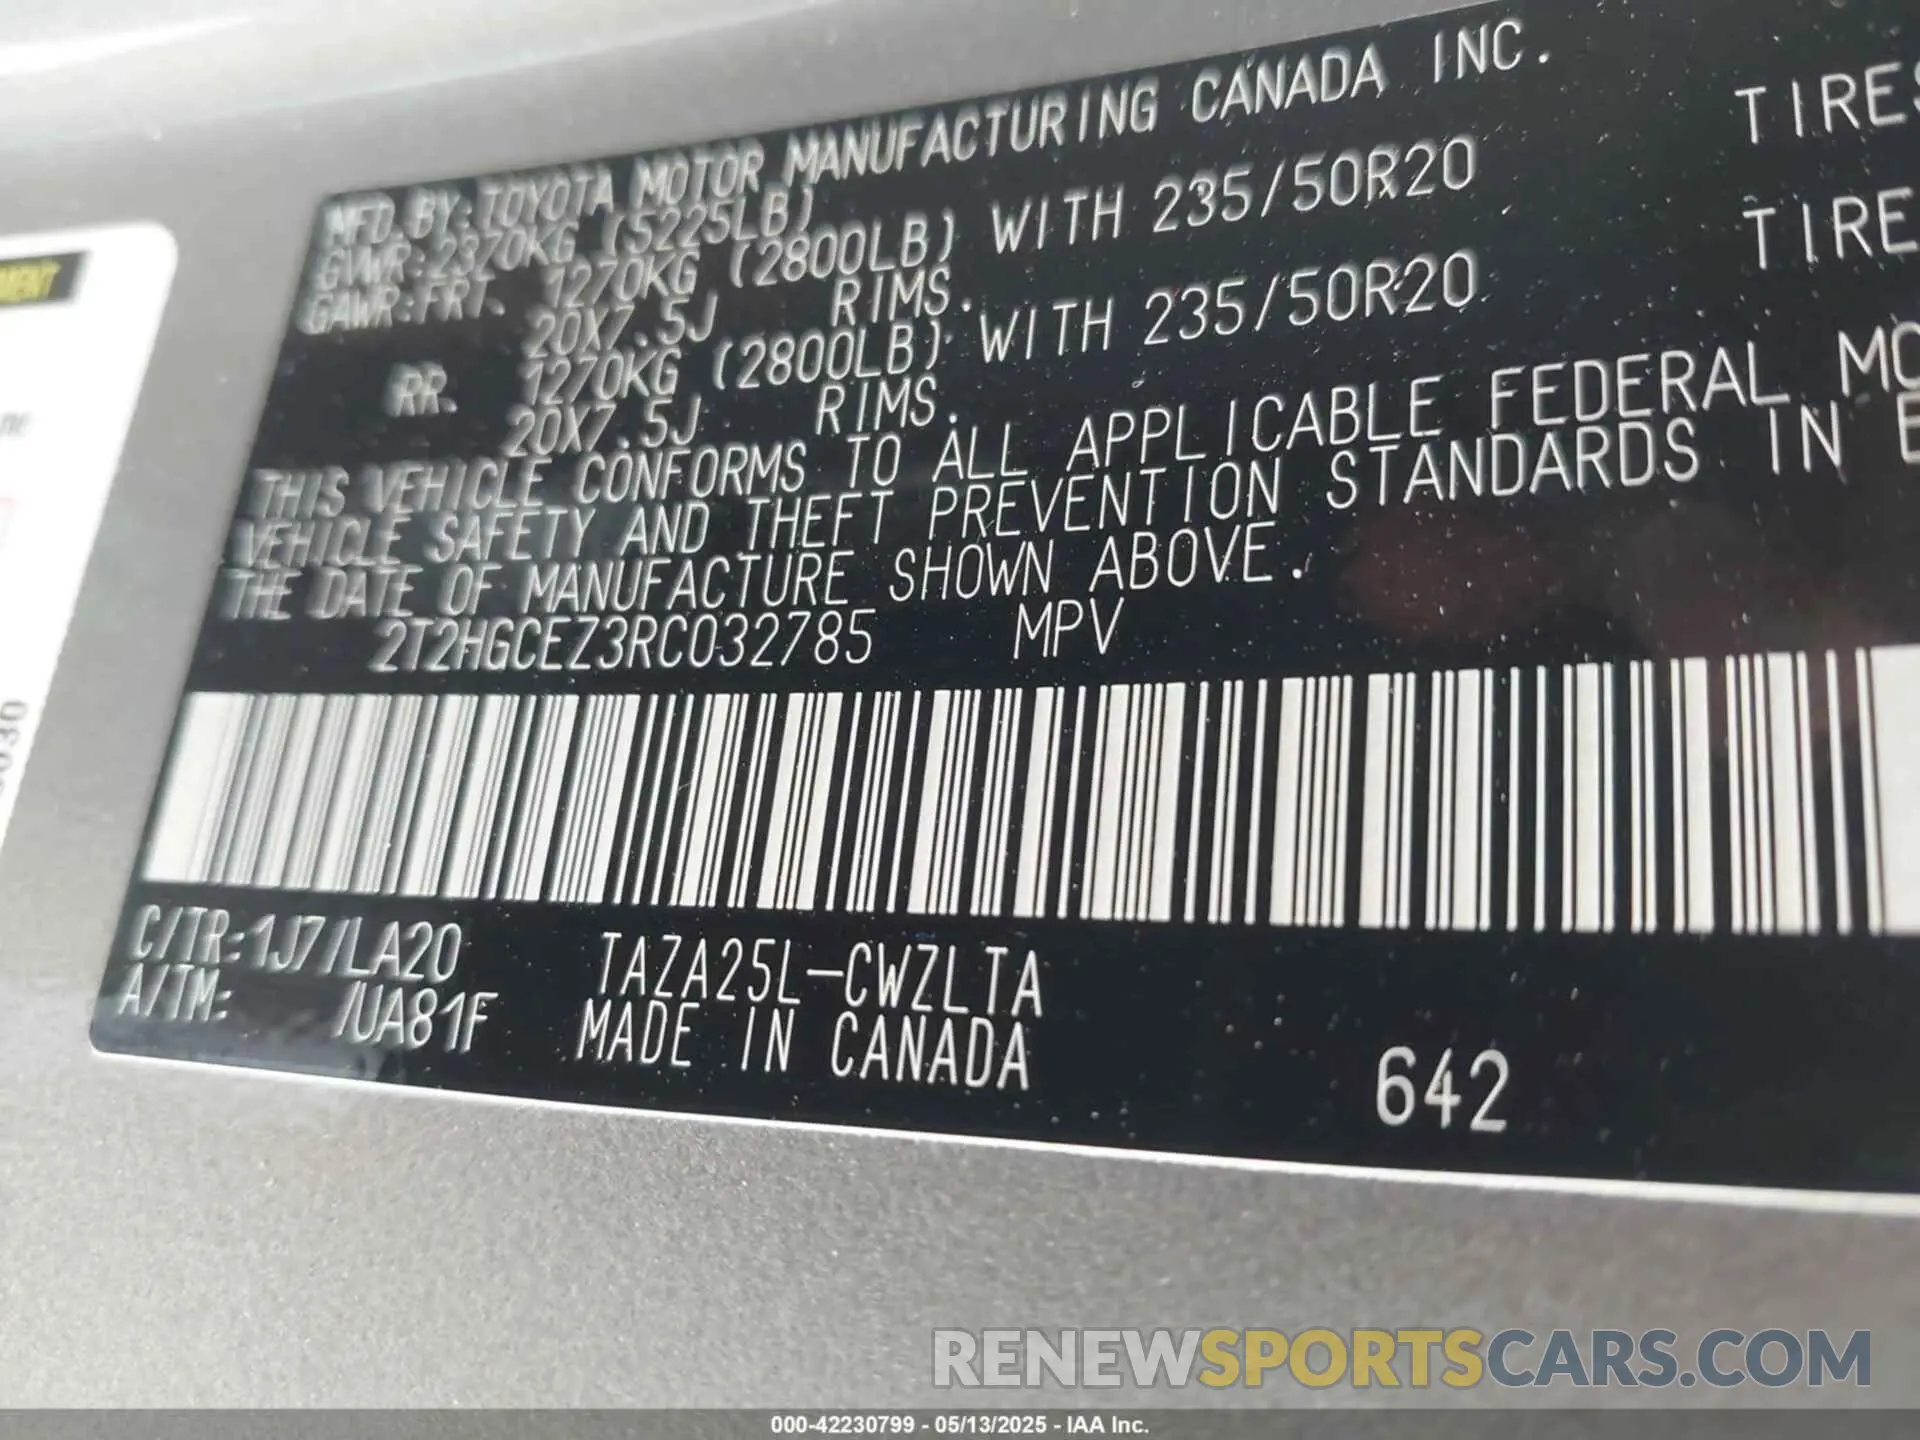 MFD. BY: TOYOTA MOTOR MANUFACTURING CANADA INC.
GVWR: 2370KG (5225LB)
GAWR: FRT. 1270KG (2800LB) WITH 235/50R20 TIRES
20X7.5J RIMS.
RR. 1270KG (2800LB) WITH 235/50R20 TIRE
20X7.5J RIMS.
THIS VEHICLE CONFORMS TO ALL APPLICABLE FEDERAL MO
VEHICLE SAFETY AND THEFT PREVENTION STANDARDS IN E
THE DATE OF MANUFACTURE SHOWN ABOVE.
2T2HGCEZ3RC032785 MPV
C/TR: 1J7/LA20 TAZA25L-CWZLTA
A/TM: /UA81F MADE IN CANADA
642
RENEWSPORTSCARS.COM
000-42230799 - 05/13/2025 - IAA Inc.